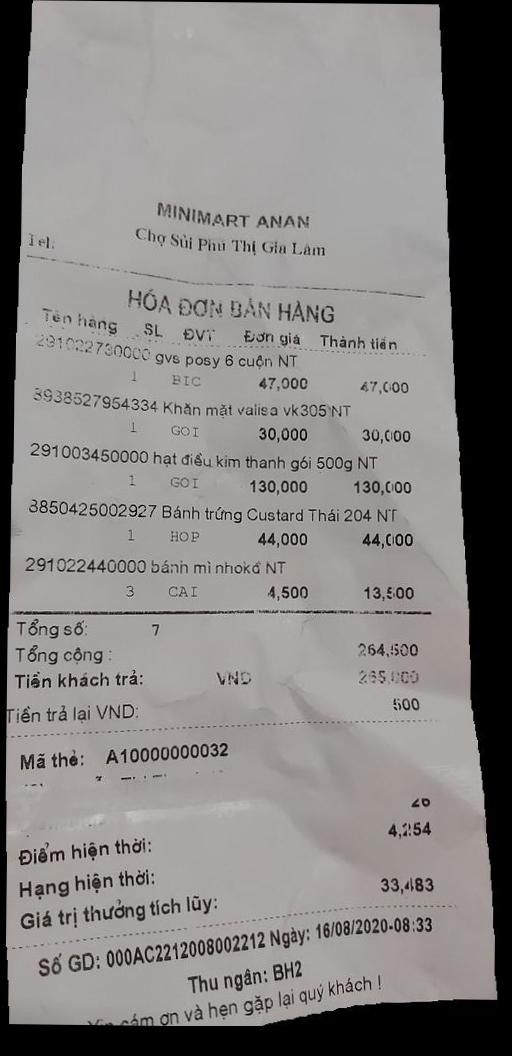 MINIMART ANAN
Chợ Sủi Phú Thị Gia Lâm
Tel:
HÓA ĐƠN BÁN HÀNG
Tên hàng SL ĐVT Đơn giá Thành tiền
291022730000 gvs posy 6 cuộn NT
1 BIC 47,000 47,000
3938527954334 Khăn mặt valisa vk305 NT
1 GOI 30,000 30,000
291003450000 hạt điều kim thanh gói 500g NT
1 GOI 130,000 130,000
8850425002927 Bánh trứng Custard Thái 204 NT
1 HOP 44,000 44,000
291022440000 bánh mì nhoká NT
3 CAI 4,500 13,500
Tổng số: 7
Tổng cộng : 264,500
Tiền khách trả: VND 265,000
Tiền trả lại VND: 500
Mã thẻ: A10000000032
26
Điểm hiện thời: 4,254
Hạng hiện thời:
Giá trị thưởng tích lũy: 33,483
Số GD: 000AC2212008002212 Ngày: 16/08/2020-08:33
Thu ngân: BH2
Xin cám ơn và hẹn gặp lại quý khách !